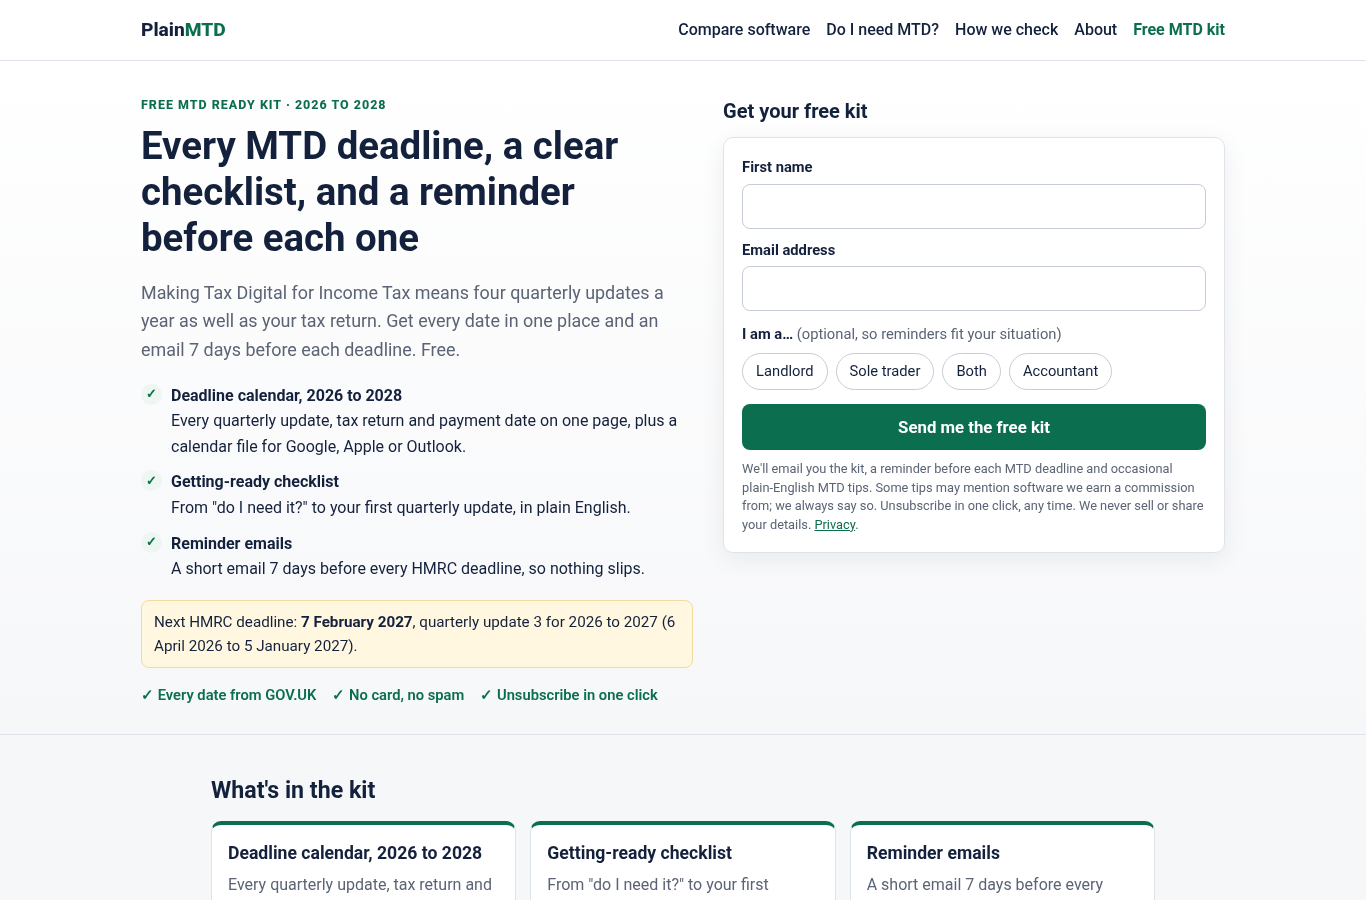 PlainMTD
Compare software
Do I need MTD?
How we check
About
Free MTD kit
FREE MTD READY KIT · 2026 TO 2028
Every MTD deadline, a clear
checklist, and a reminder
before each one
Making Tax Digital for Income Tax means four quarterly updates a
year as well as your tax return. Get every date in one place and an
email 7 days before each deadline. Free.
✓ Deadline calendar, 2026 to 2028
Every quarterly update, tax return and payment date on one page, plus a
calendar file for Google, Apple or Outlook.
✓ Getting-ready checklist
From "do I need it?" to your first quarterly update, in plain English.
✓ Reminder emails
A short email 7 days before every HMRC deadline, so nothing slips.
Next HMRC deadline: 7 February 2027, quarterly update 3 for 2026 to 2027 (6
April 2026 to 5 January 2027).
✓ Every date from GOV.UK ✓ No card, no spam ✓ Unsubscribe in one click
Get your free kit
First name
Email address
I am a... (optional, so reminders fit your situation)
Landlord
Sole trader
Both
Accountant
Send me the free kit
We'll email you the kit, a reminder before each MTD deadline and occasional
plain-English MTD tips. Some tips may mention software we earn a commission
from; we always say so. Unsubscribe in one click, any time. We never sell or share
your details. Privacy.
What's in the kit
Deadline calendar, 2026 to 2028
Every quarterly update, tax return and
Getting-ready checklist
From "do I need it?" to your first
Reminder emails
A short email 7 days before every